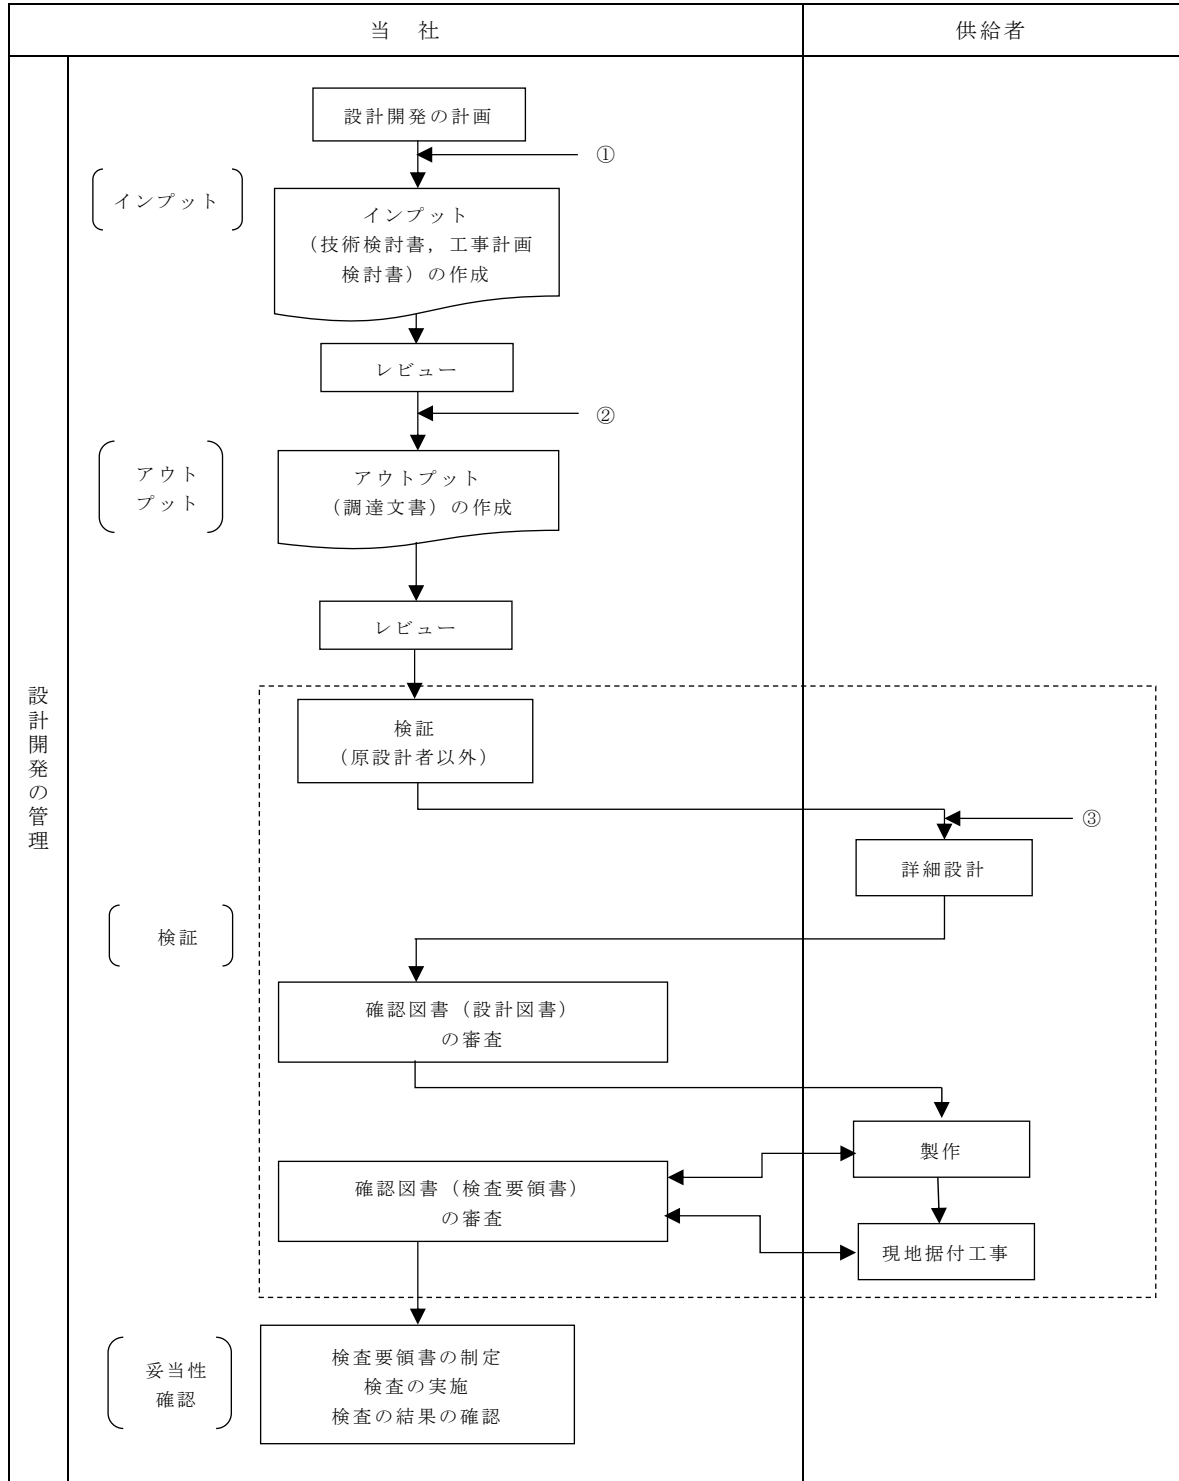 当　社
供給者
設計開発の管理
設計開発の計画
①
インプット
インプット
（技術検討書，工事計画
検討書）の作成
レビュー
②
アウト
プット
アウトプット
（調達文書）の作成
レビュー
検証
（原設計者以外）
③
詳細設計
検証
確認図書（設計図書）
の審査
製作
確認図書（検査要領書）
の審査
現地据付工事
妥当性
確認
検査要領書の制定
検査の実施
検査の結果の確認